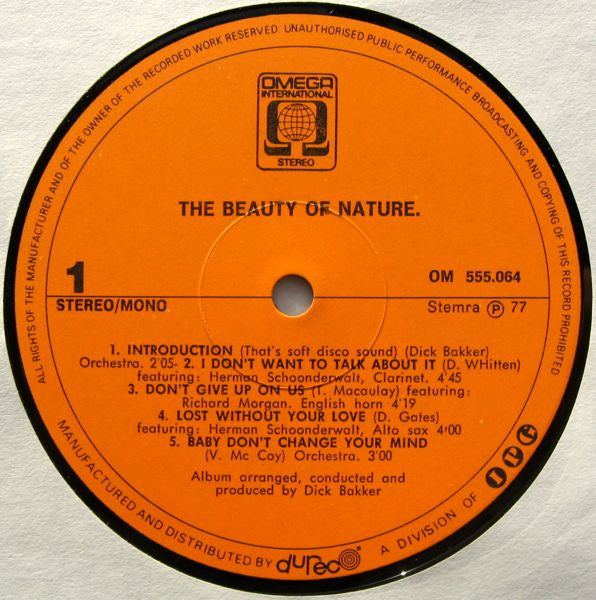 ALL RIGHTS OF THE MANUFACTURER AND OF THE OWNER OF THE RECORDED WORK RESERVED UNAUTHORISED PUBLIC PERFORMANCE BROADCASTING AND COPYING OF THIS RECORD PROHIBITED
OMEGA
INTERNATIONAL
STEREO
THE BEAUTY OF NATURE.
1
OM 555.064
STEREO/MONO
Stemra Ⓟ 77
1. INTRODUCTION (That's soft disco sound) (Dick Bakker)
Orchestra. 2'05- 2. I DON'T WANT TO TALK ABOUT IT (D. WHitten)
featuring: Herman Schoonderwalt, Clarinet. 4'45
3. DON'T GIVE UP ON US (T. Macaulay) featuring:
Richard Morgan. English horn 4'19
4. LOST WITHOUT YOUR LOVE (D. Gates)
featuring: Herman Schoonderwalt, Alto sax 4'00
5. BABY DON'T CHANGE YOUR MIND
(V. Mc Coy) Orchestra. 3'00
Album arranged, conducted and
produced by Dick Bakker
MANUFACTURED AND DISTRIBUTED BY dureco A DIVISION OF